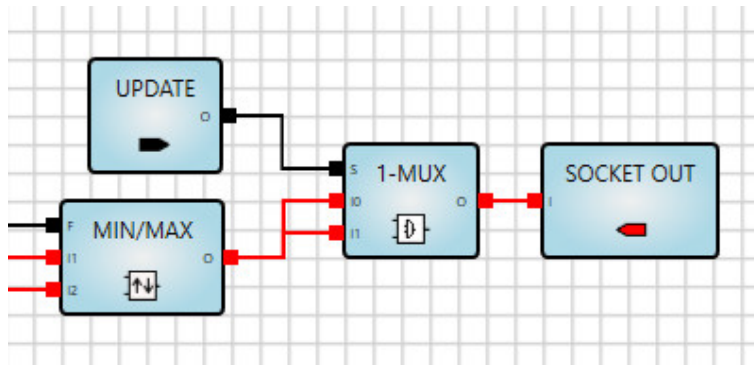 UPDATE
O
S
1-MUX
I0
O
I1
SOCKET OUT
I
F
MIN/MAX
I1
O
I2